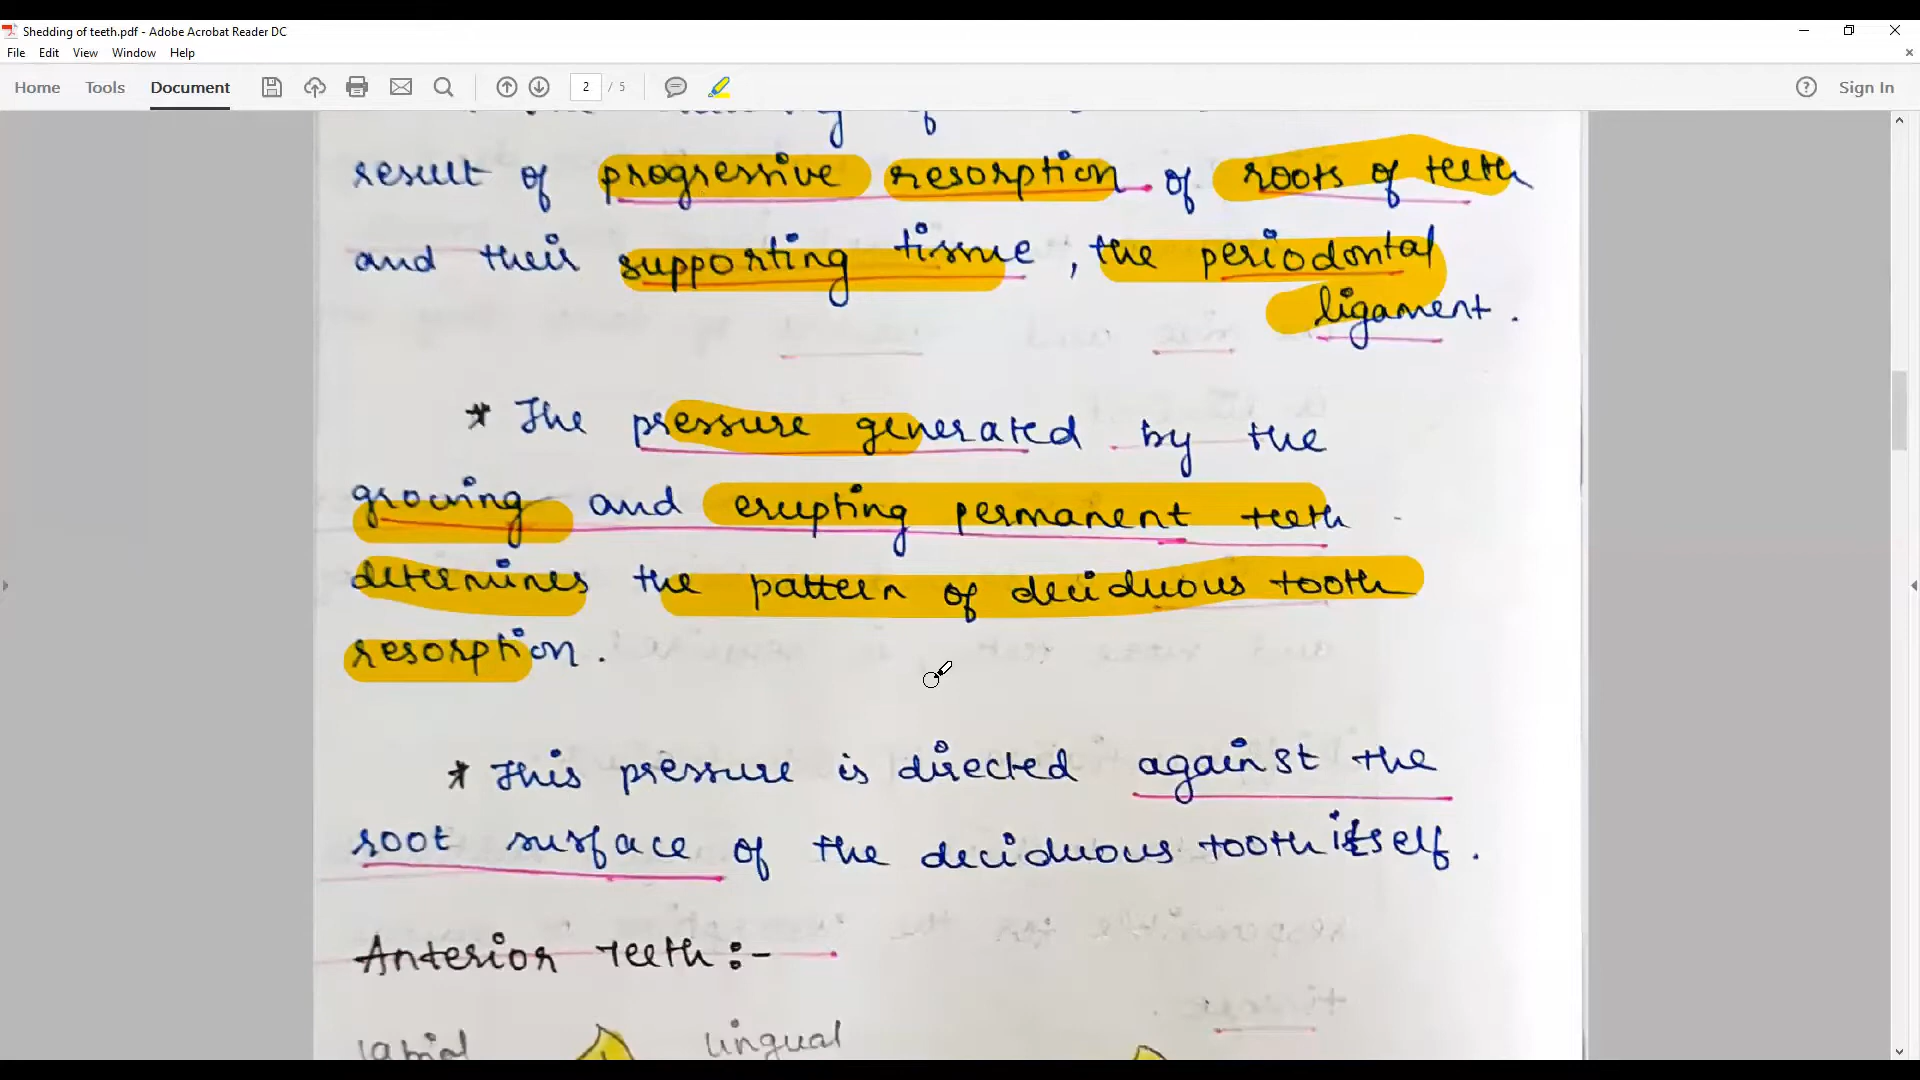 Shedding of teeth.pdf - Adobe Acrobat Reader DC
File Edit View Window Help
Home Tools Document 2 / 5 Sign In
result of progressive resorption of roots of teeth
and their supporting tissue, the periodontal
ligament.
* The pressure generated by the
growing and erupting permanent teeth
determines the pattern of deciduous tooth
resorption.
* This pressure is directed against the
root surface of the deciduous tooth itself.
Anterior teeth :-
labial lingual